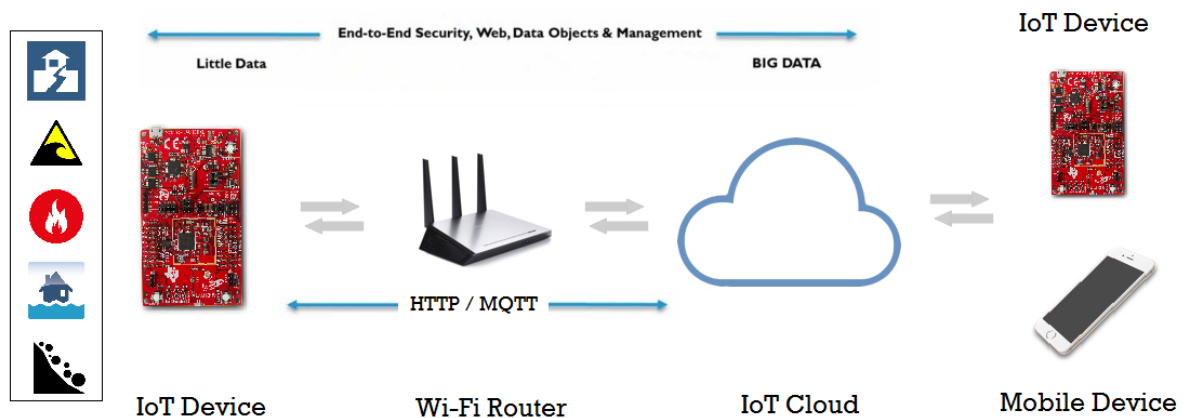 End-to-End Security, Web, Data Objects & Management
IoT Device
Little Data
BIG DATA
CE
HTTP / MQTT
IoT Device
Wi-Fi Router
IoT Cloud
Mobile Device